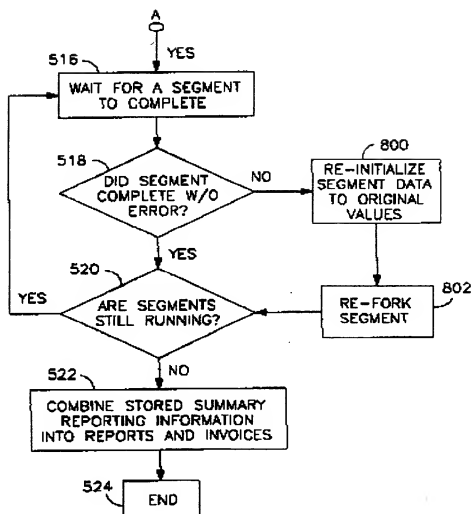 A
YES
516
WAIT FOR A SEGMENT
TO COMPLETE
518
DID SEGMENT
COMPLETE W/O
ERROR?
NO
800
RE-INITIALIZE
SEGMENT DATA
TO ORIGINAL
VALUES
YES
520
YES
ARE SEGMENTS
STILL RUNNING?
RE-FORK
SEGMENT
802
NO
522
COMBINE STORED SUMMARY
REPORTING INFORMATION
INTO REPORTS AND INVOICES
524
END